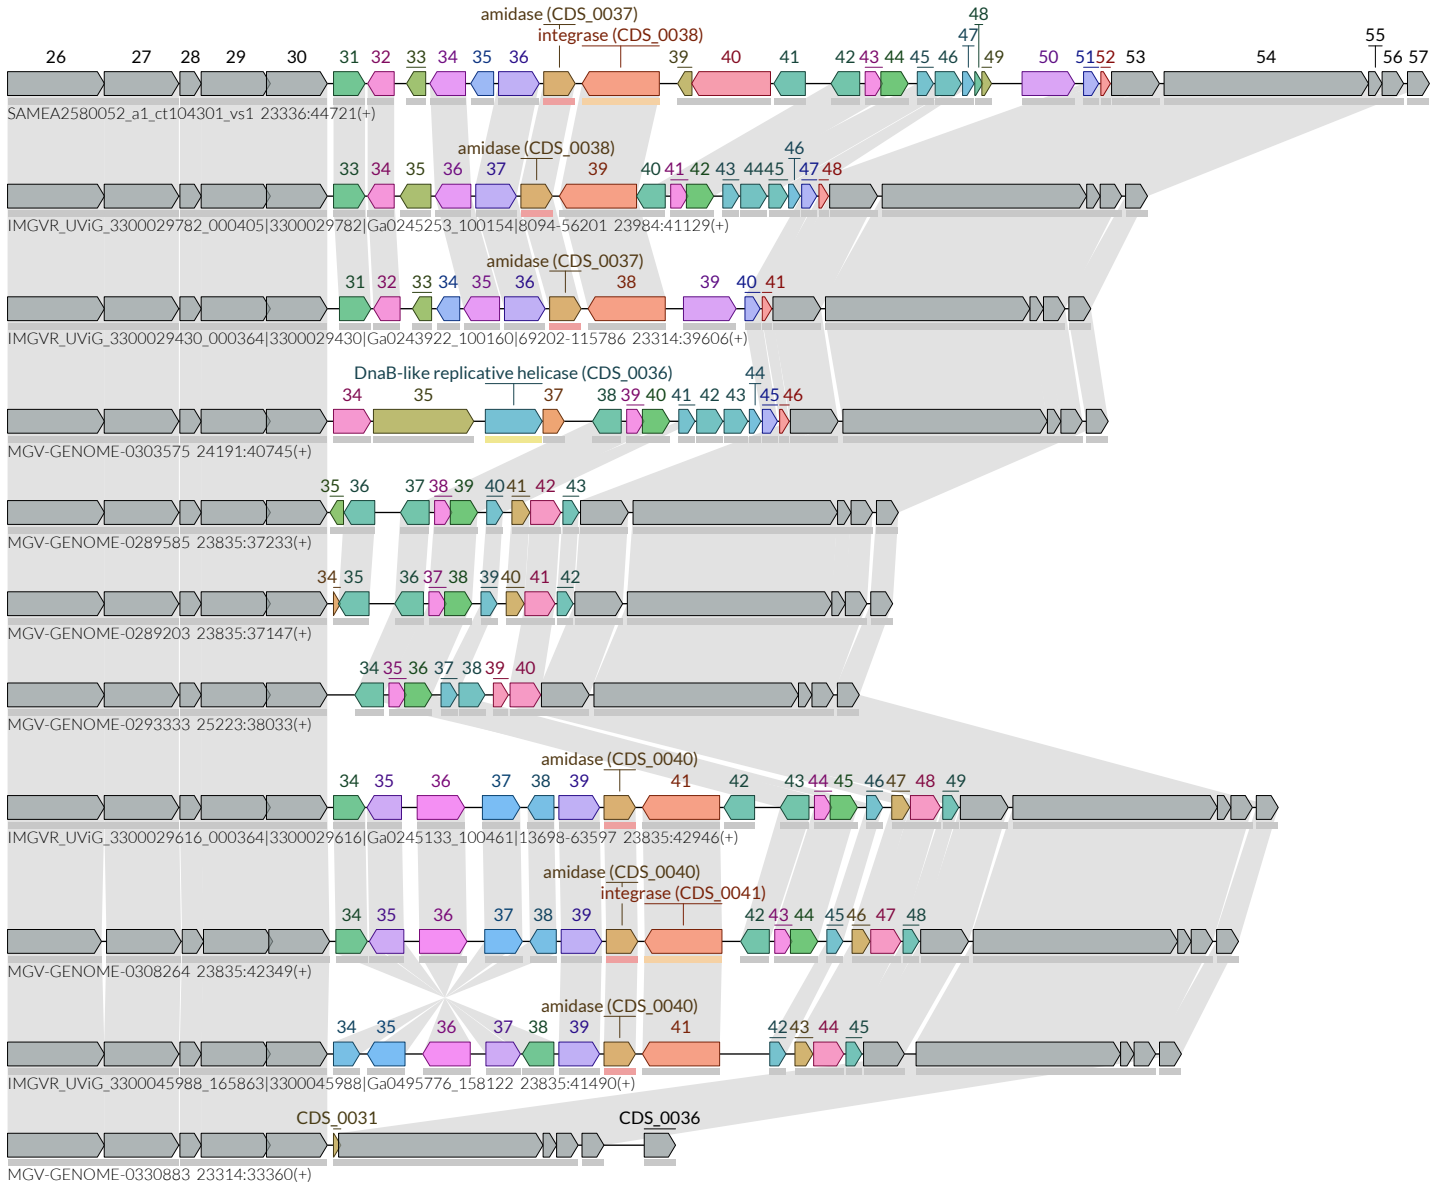 48
amidase (CDS_0037) 47
integrase (CDS_0038) 55
26 27 28 29 30 31 32 33 34 35 36 39 40 41 42 43 44 45 46 49 50 51 52 53 54 56 57
SAMEA2580052_a1_ct104301_vs1 23336:44721(+)
amidase (CDS_0038) 46
33 34 35 36 37 39 40 41 42 43 44 45 47 48
IMGVR_UViG_3300029782_000405|3300029782|Ga0245253_100154|8094-56201 23984:41129(+)
amidase (CDS_0037)
31 32 33 34 35 36 38 39 40 41
IMGVR_UViG_3300029430_000364|3300029430|Ga0243922_100160|69202-115786 23314:39606(+)
DnaB-like replicative helicase (CDS_0036) 44
34 35 37 38 39 40 41 42 43 45 46
MGV-GENOME-0303575 24191:40745(+)
35 36 37 38 39 40 41 42 43
MGV-GENOME-0289585 23835:37233(+)
34 35 36 37 38 39 40 41 42
MGV-GENOME-0289203 23835:37147(+)
34 35 36 37 38 39 40
MGV-GENOME-0293333 25223:38033(+)
amidase (CDS_0040)
34 35 36 37 38 39 41 42 43 44 45 46 47 48 49
IMGVR_UViG_3300029616_000364|3300029616|Ga0245133_100461|13698-63597 23835:42946(+)
amidase (CDS_0040)
integrase (CDS_0041)
34 35 36 37 38 39 42 43 44 45 46 47 48
MGV-GENOME-0308264 23835:42349(+)
amidase (CDS_0040)
34 35 36 37 38 39 41 42 43 44 45
IMGVR_UViG_3300045988_165863|3300045988|Ga0495776_158122 23835:41490(+)
CDS_0031 CDS_0036
MGV-GENOME-0330883 23314:33360(+)